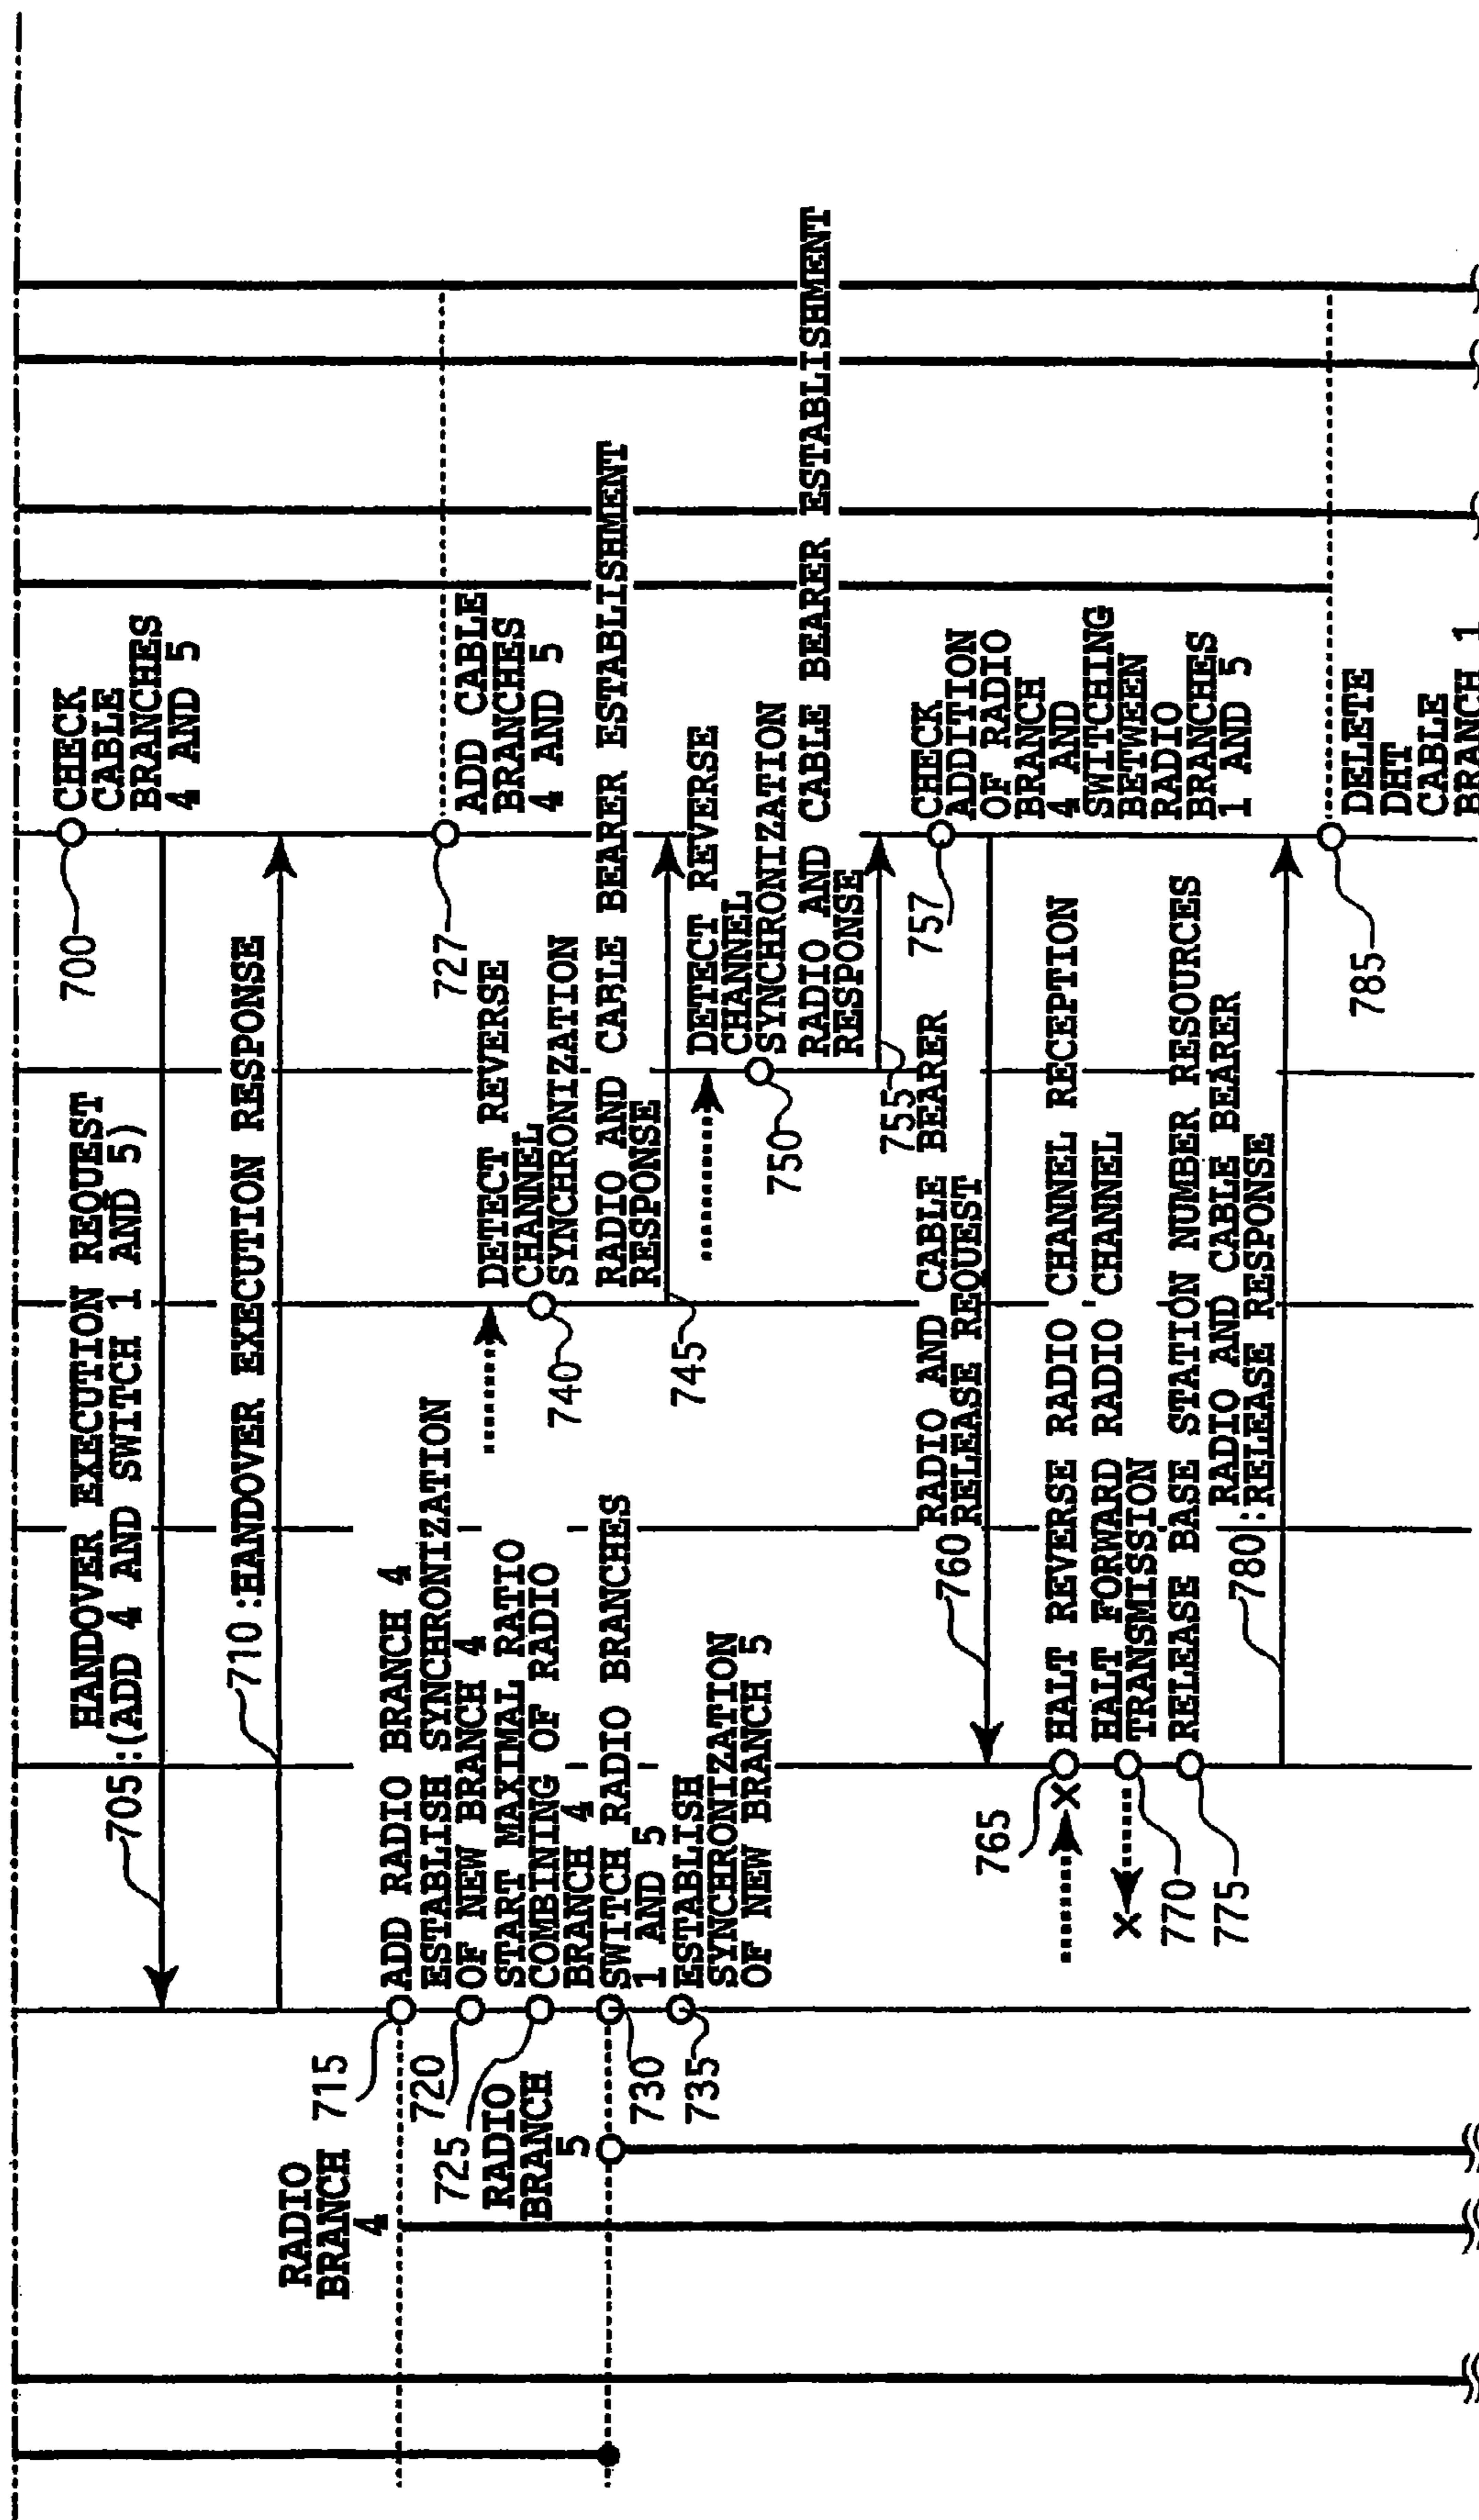 700
CHECK
CABLE
BRANCHES
4 AND 5
HANDOVER EXECUTION REQUEST
705:(ADD 4 AND SWITCH 1 AND 5)
710:HANDOVER EXECUTION RESPONSE
RADIO
BRANCH
4
715
ADD RADIO BRANCH 4
720
ESTABLISH SYNCHRONIZATION
OF NEW BRANCH 4
725
START MAXIMAL RATIO
COMBINING OF RADIO
BRANCH 4
727
ADD CABLE
BRANCHES
4 AND 5
RADIO
BRANCH
5
730
SWITCH RADIO BRANCHES
1 AND 5
735
ESTABLISH
SYNCHRONIZATION
OF NEW BRANCH 5
DETECT REVERSE
CHANNEL
SYNCHRONIZATION
740
RADIO AND CABLE BEARER ESTABLISHMENT
RESPONSE
745
DETECT REVERSE
CHANNEL
SYNCHRONIZATION
750
RADIO AND CABLE BEARER ESTABLISHMENT
RESPONSE
755
757
CHECK
ADDITION
OF RADIO
BRANCH
4 AND
SWITCHING
BETWEEN
RADIO
BRANCHES
1 AND 5
RADIO AND CABLE BEARER
RELEASE REQUEST
760
765
HALT REVERSE RADIO CHANNEL RECEPTION
HALT FORWARD RADIO CHANNEL
TRANSMISSION
770
RELEASE BASE STATION NUMBER RESOURCES
775
RADIO AND CABLE BEARER
780:RELEASE RESPONSE
785
DELETE
DHT
CABLE
BRANCH 1